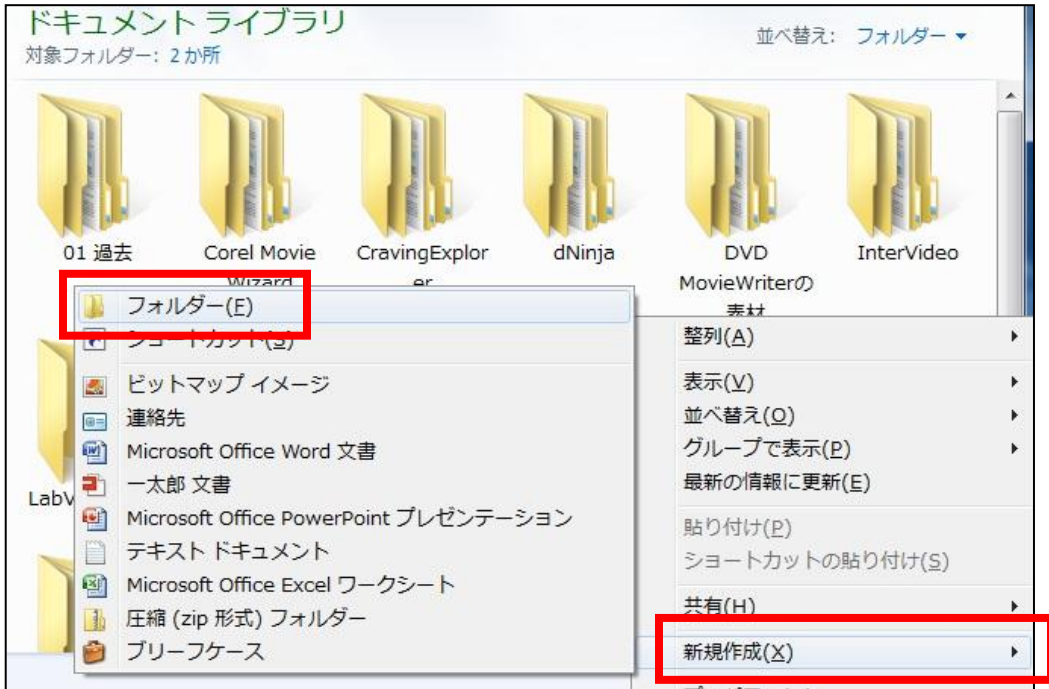 ドキュメント ライブラリ
対象フォルダー: 2 か所
並べ替え: フォルダー ▼
01 過去
Corel Movie
Wizard
CravingExplor
er
dNinja
DVD
MovieWriterの
素材
InterVideo
LabV
フォルダー(F)
ショートカット(S)
ビットマップ イメージ
連絡先
Microsoft Office Word 文書
一太郎 文書
Microsoft Office PowerPoint プレゼンテーション
テキスト ドキュメント
Microsoft Office Excel ワークシート
圧縮 (zip 形式) フォルダー
ブリーフケース
整列(A)
表示(V)
並べ替え(O)
グループで表示(P)
最新の情報に更新(E)
貼り付け(P)
ショートカットの貼り付け(S)
共有(H)
新規作成(X)